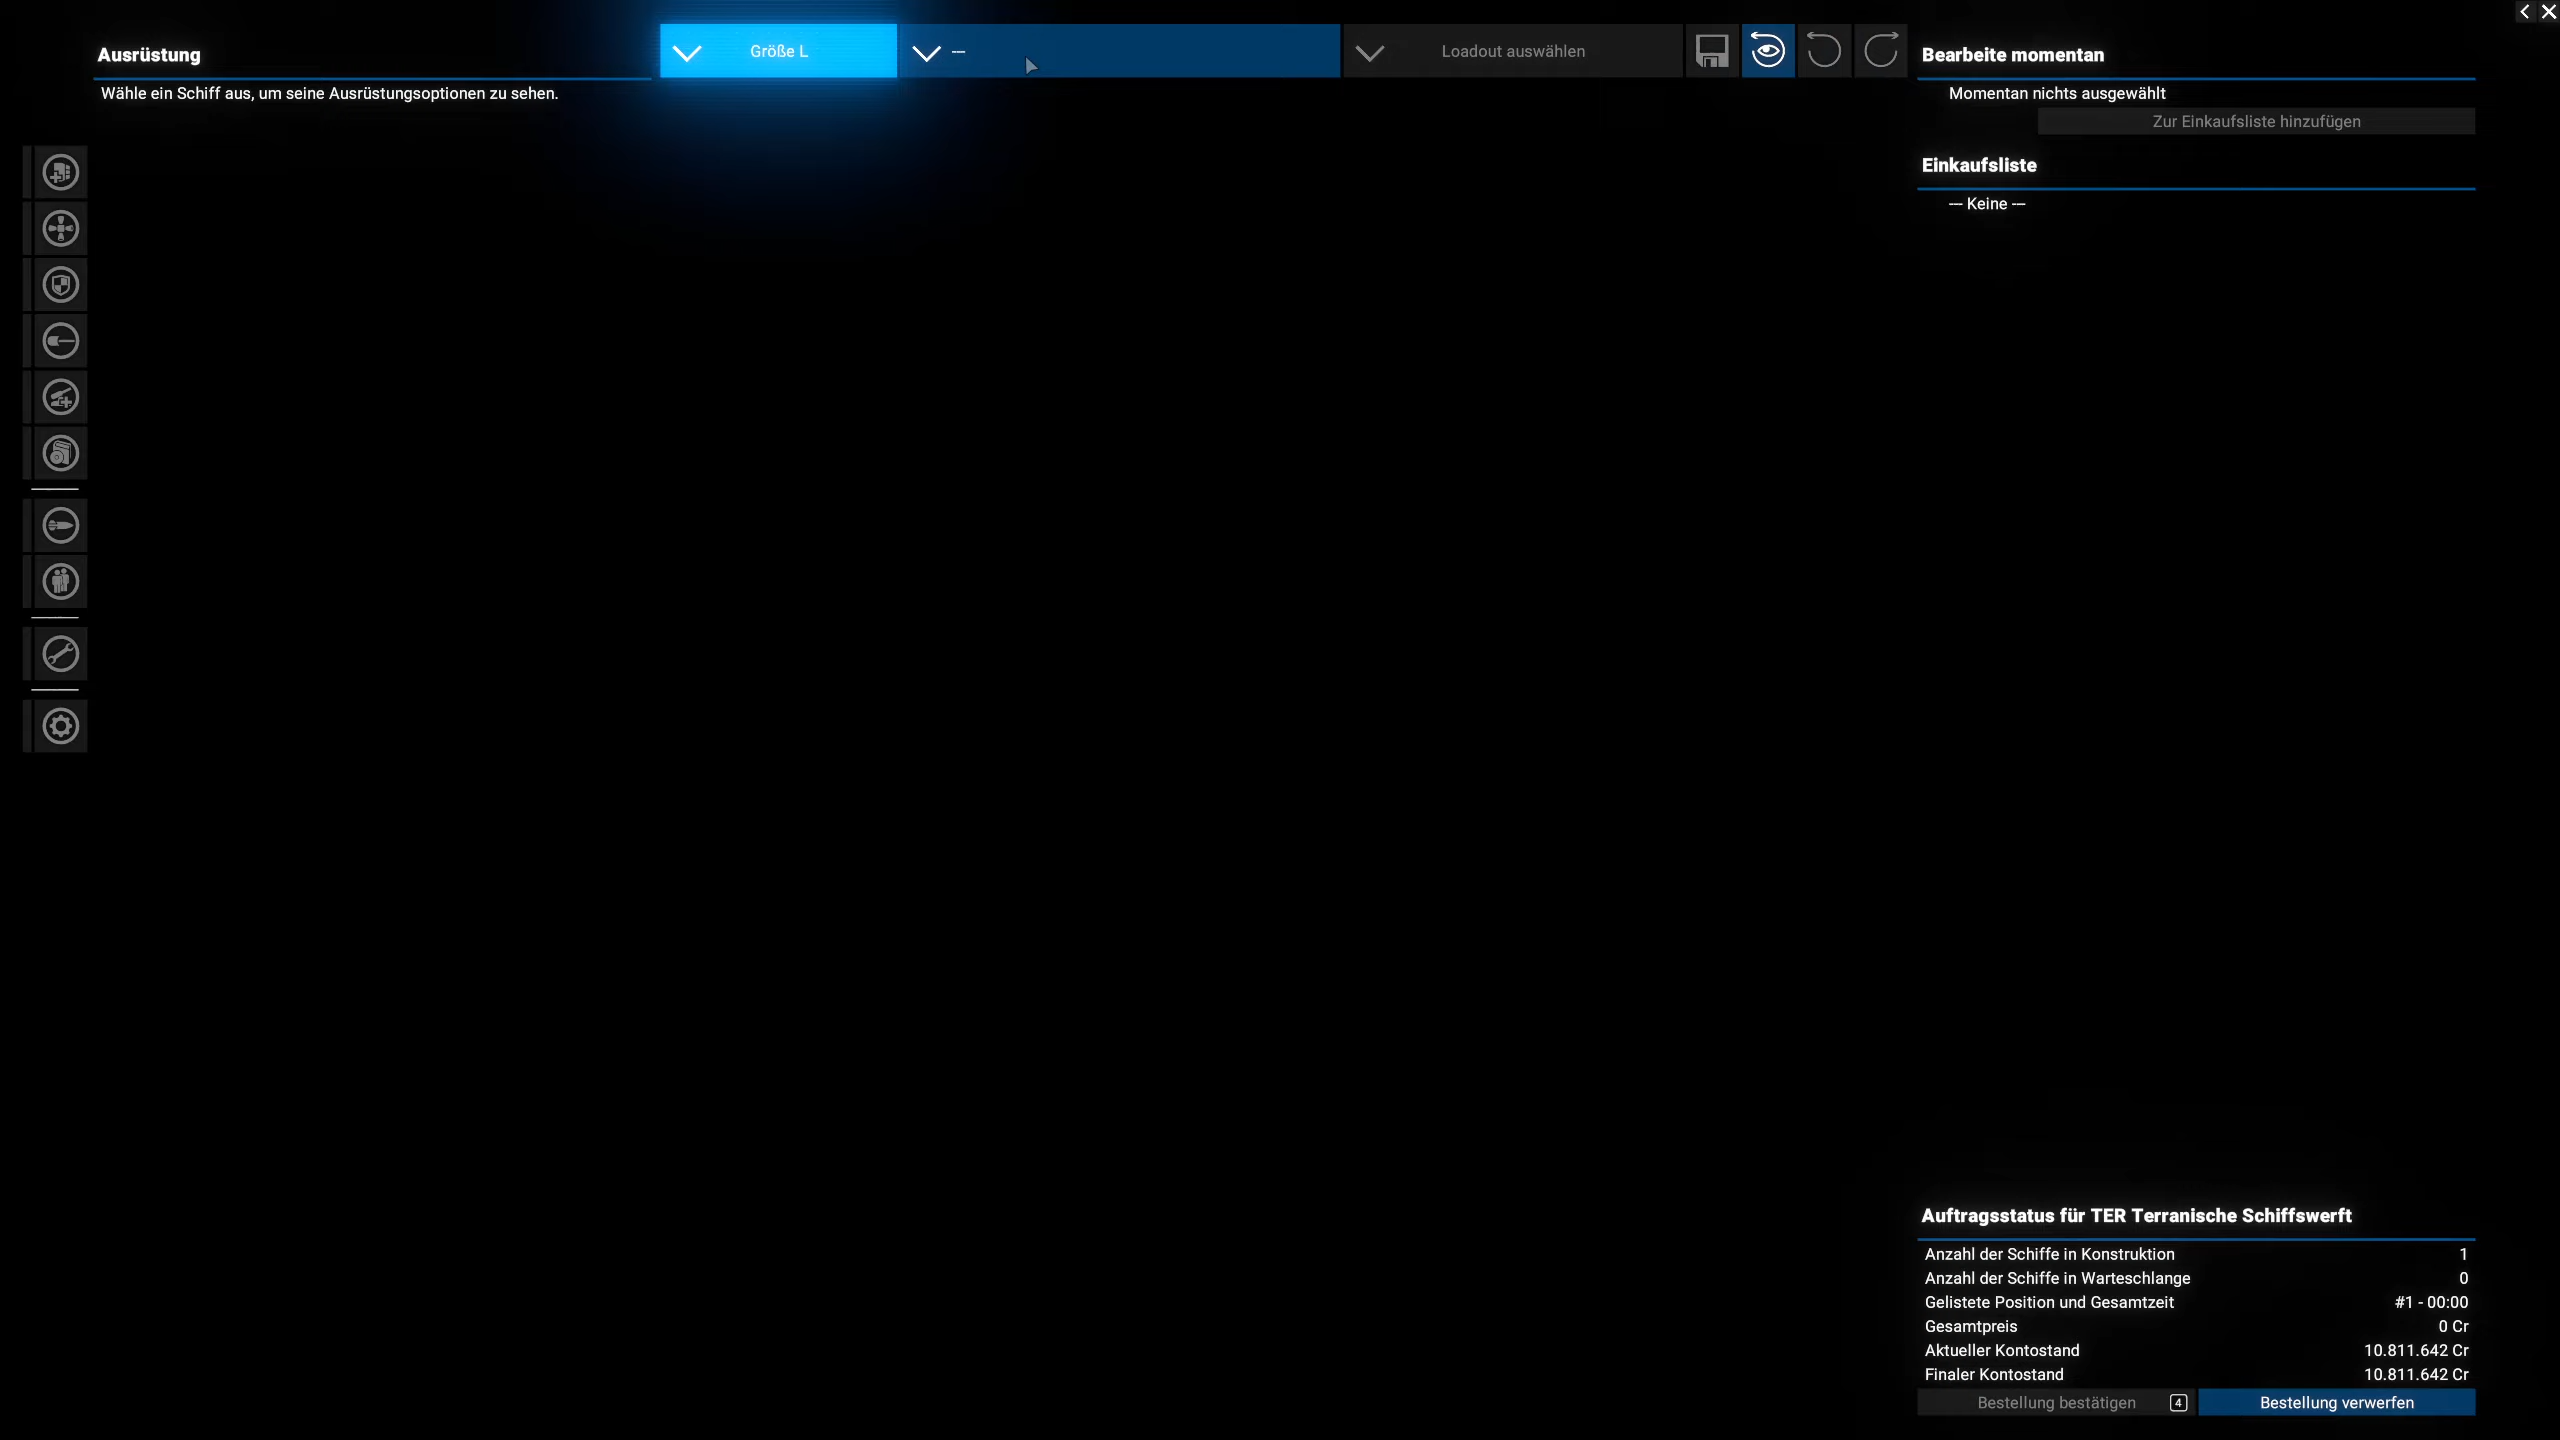 Ausrüstung
Wähle ein Schiff aus, um seine Ausrüstungsoptionen zu sehen.
Größe L
---
Loadout auswählen
Bearbeite momentan
Momentan nichts ausgewählt
Zur Einkaufsliste hinzufügen
Einkaufsliste
--- Keine ---
Auftragsstatus für TER Terranische Schiffswerft
Anzahl der Schiffe in Konstruktion 1
Anzahl der Schiffe in Warteschlange 0
Gelistete Position und Gesamtzeit #1 - 00:00
Gesamtpreis 0 Cr
Aktueller Kontostand 10.811.642 Cr
Finaler Kontostand 10.811.642 Cr
Bestellung bestätigen 4 Bestellung verwerfen